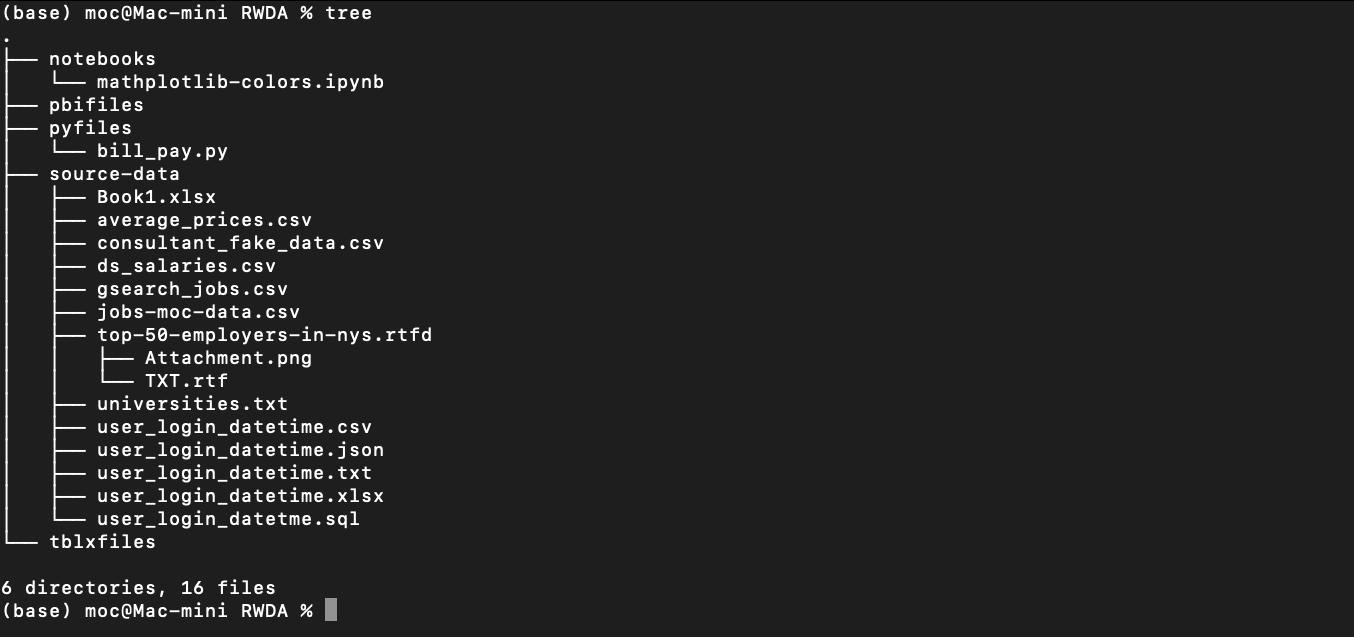 (base) moc@Mac-mini RWDA % tree
.
├── notebooks
│   └── mathplotlib-colors.ipynb
├── pbifiles
├── pyfiles
│   └── bill_pay.py
├── source-data
│   ├── Book1.xlsx
│   ├── average_prices.csv
│   ├── consultant_fake_data.csv
│   ├── ds_salaries.csv
│   ├── gsearch_jobs.csv
│   ├── jobs-moc-data.csv
│   ├── top-50-employers-in-nys.rtfd
│   │   ├── Attachment.png
│   │   └── TXT.rtf
│   ├── universities.txt
│   ├── user_login_datetime.csv
│   ├── user_login_datetime.json
│   ├── user_login_datetime.txt
│   ├── user_login_datetime.xlsx
│   └── user_login_datetme.sql
└── tblxfiles

6 directories, 16 files
(base) moc@Mac-mini RWDA %